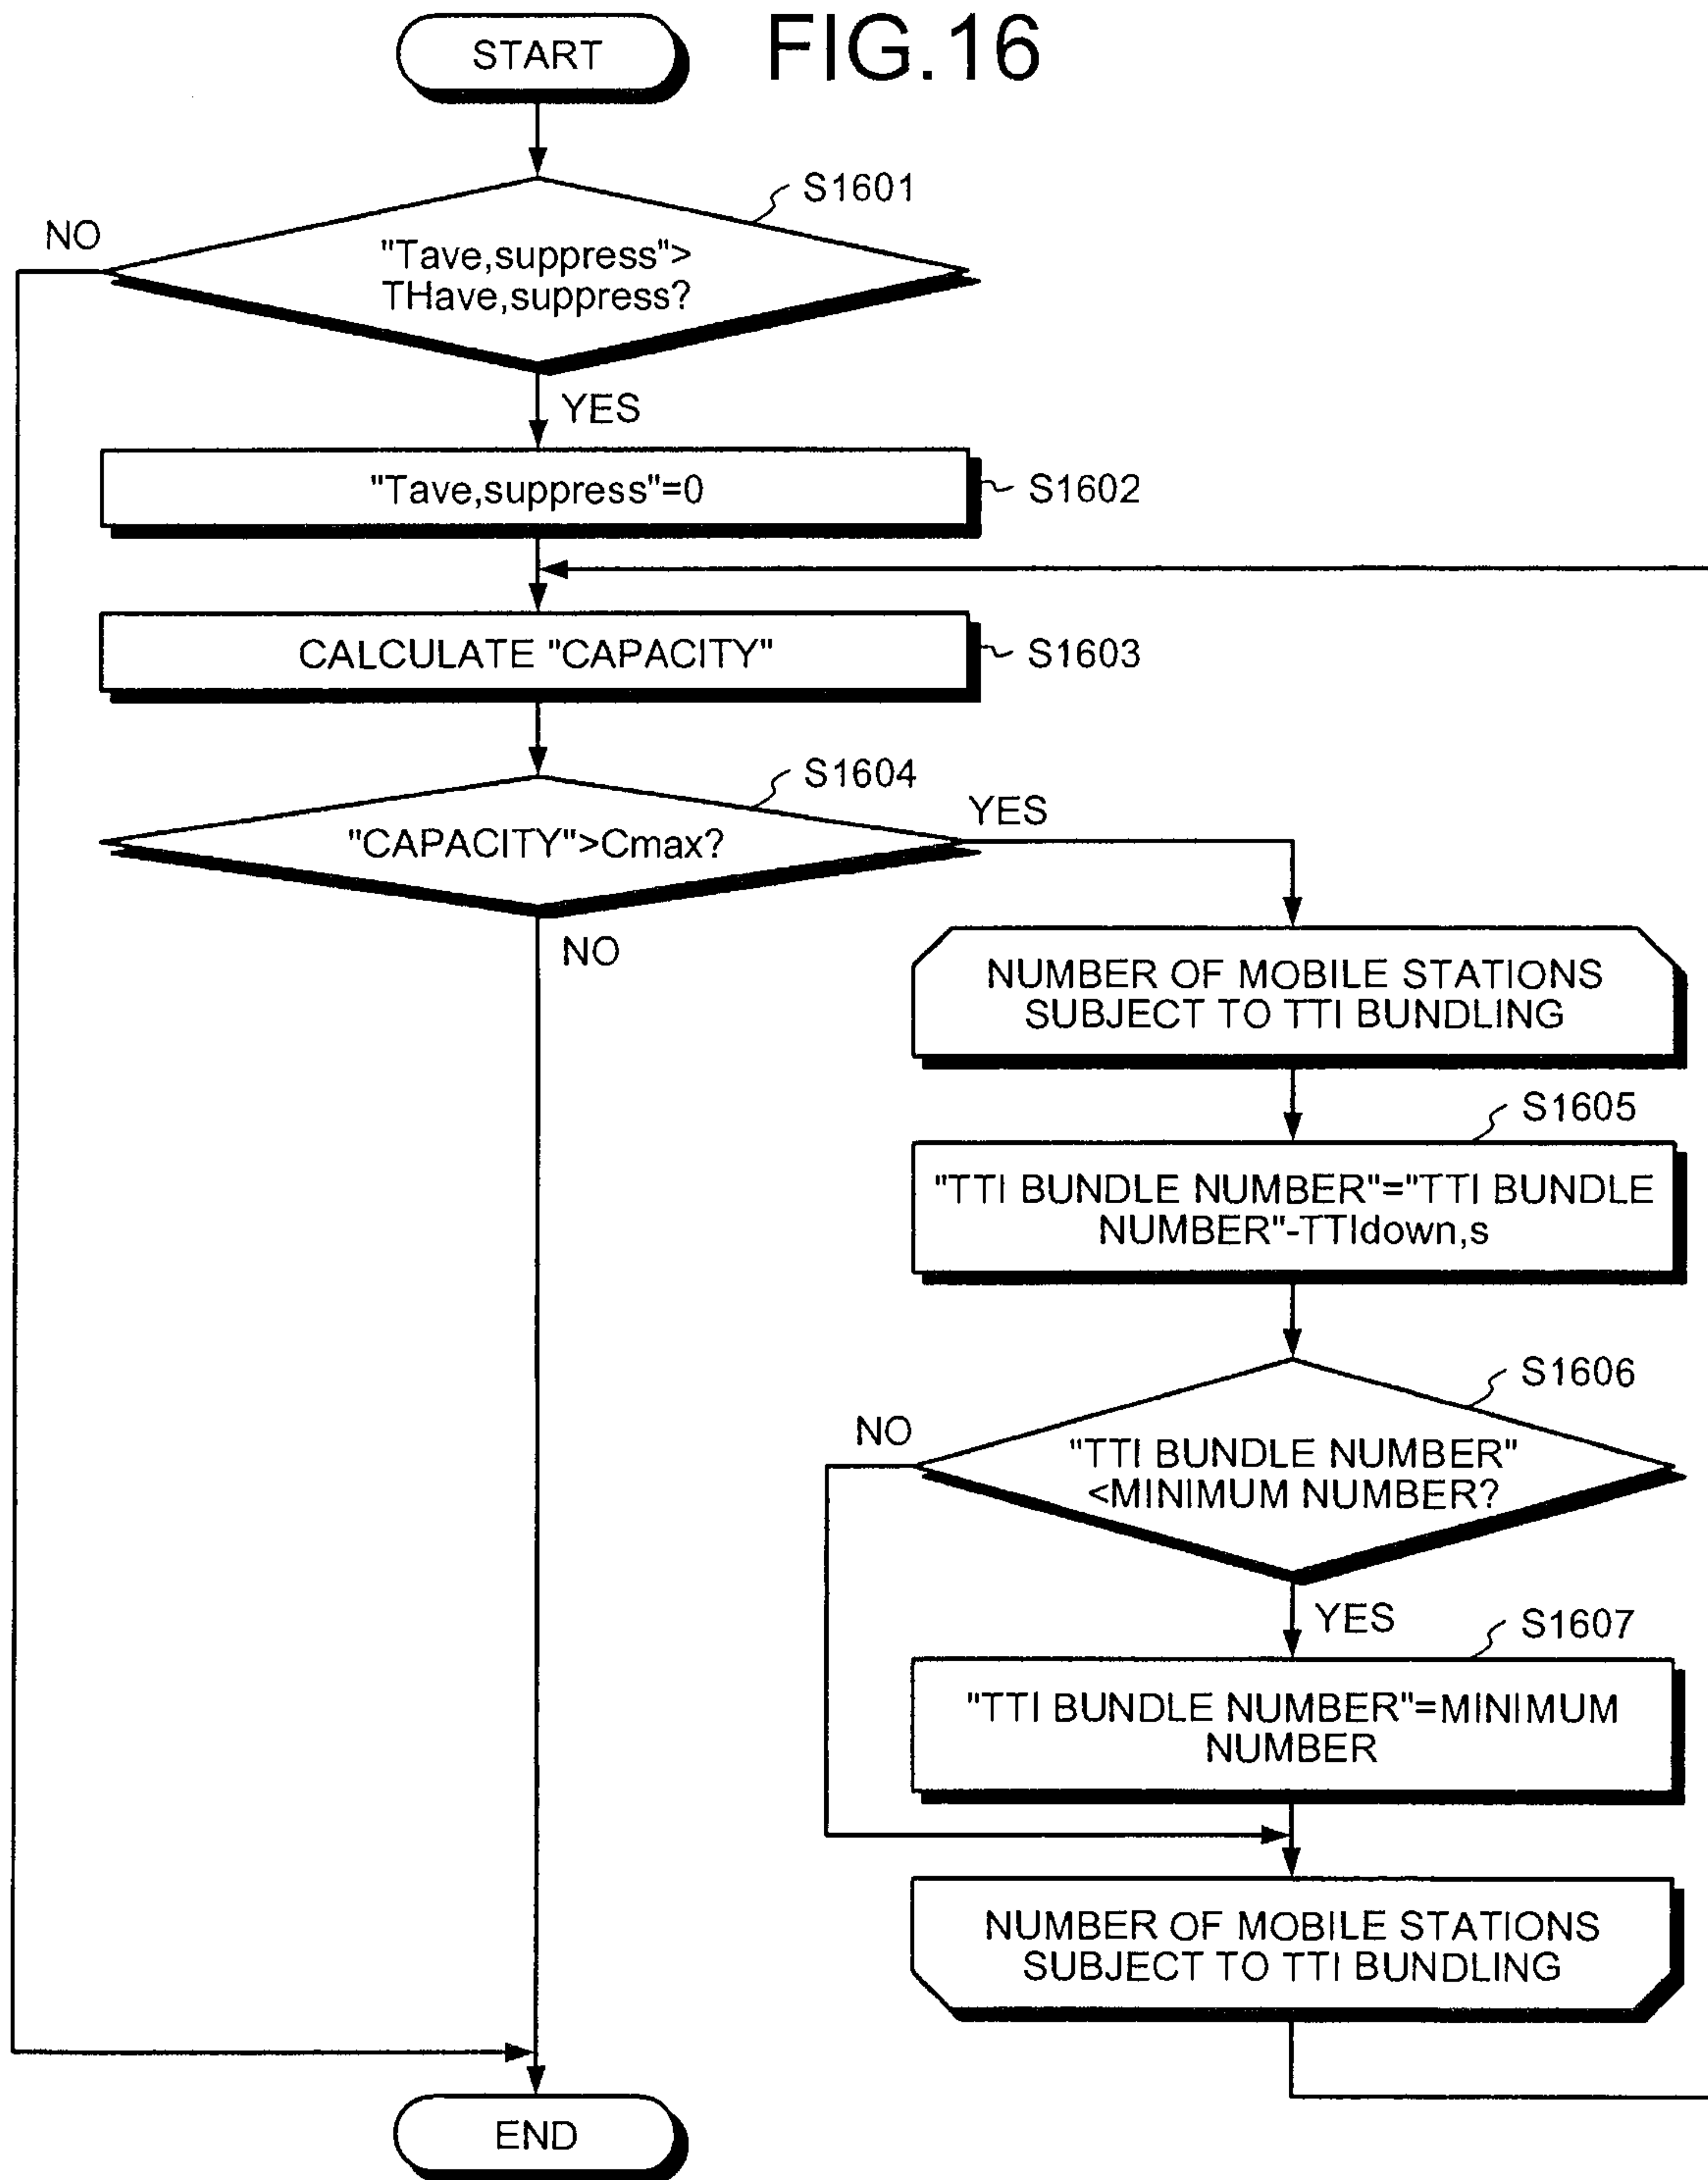 FIG.16
START
S1601
NO
"Tave,suppress">
THave,suppress?
YES
"Tave,suppress"=0
S1602
CALCULATE "CAPACITY"
S1603
S1604
"CAPACITY">Cmax?
YES
NO
NUMBER OF MOBILE STATIONS
SUBJECT TO TTI BUNDLING
S1605
"TTI BUNDLE NUMBER"="TTI BUNDLE
NUMBER"-TTIdown,s
S1606
NO
"TTI BUNDLE NUMBER"
<MINIMUM NUMBER?
YES
S1607
"TTI BUNDLE NUMBER"=MINIMUM
NUMBER
NUMBER OF MOBILE STATIONS
SUBJECT TO TTI BUNDLING
END